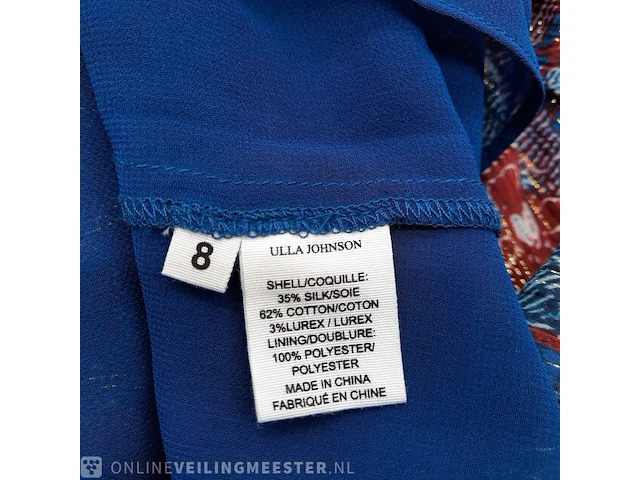 8
ULLA JOHNSON
SHELL/COQUILLE:
35% SILK/SOIE
62% COTTON/COTON
3%LUREX / LUREX
LINING/DOUBLURE:
100% POLYESTER/
POLYESTER
MADE IN CHINA
FABRIQUÉ EN CHINE
ONLINEVEILINGMEESTER.NL